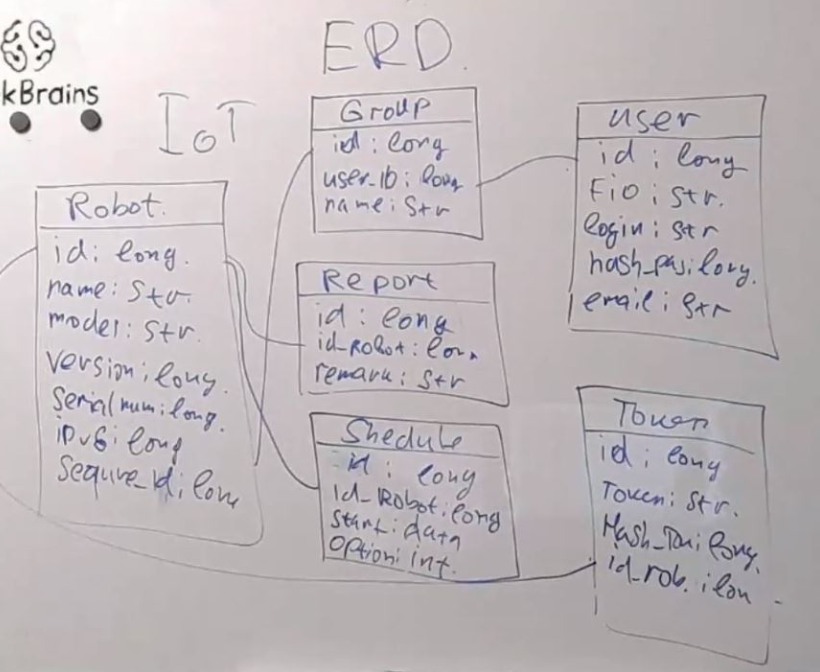 ERD.
kBrains
IoT
Group
id : long
user_id : long
name : str
User
id : long
Fio : str.
login : str
hash_pas : long.
email : str
Robot.
id : long.
name : str.
model : str.
version : long.
Serial num : long.
IPv6 : long
Sequre_id : long
Report
id : long
id_Robot : lon.
remark : str
Shedule
id : long
id_Robot : long
start : data
Option : int.
Token
id : long
Token : str.
Hash_Tok : long.
id_rob. : lon